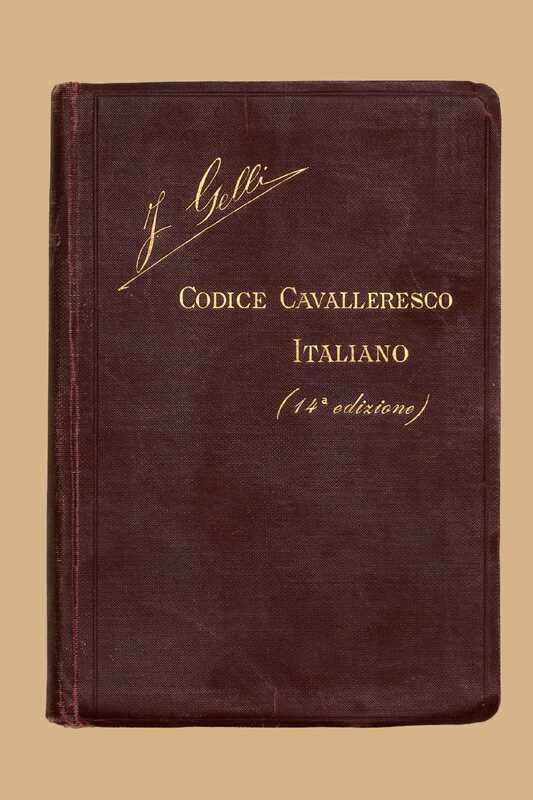 J Gelli
CODICE CAVALLERESCO
ITALIANO
(14ª edizione)